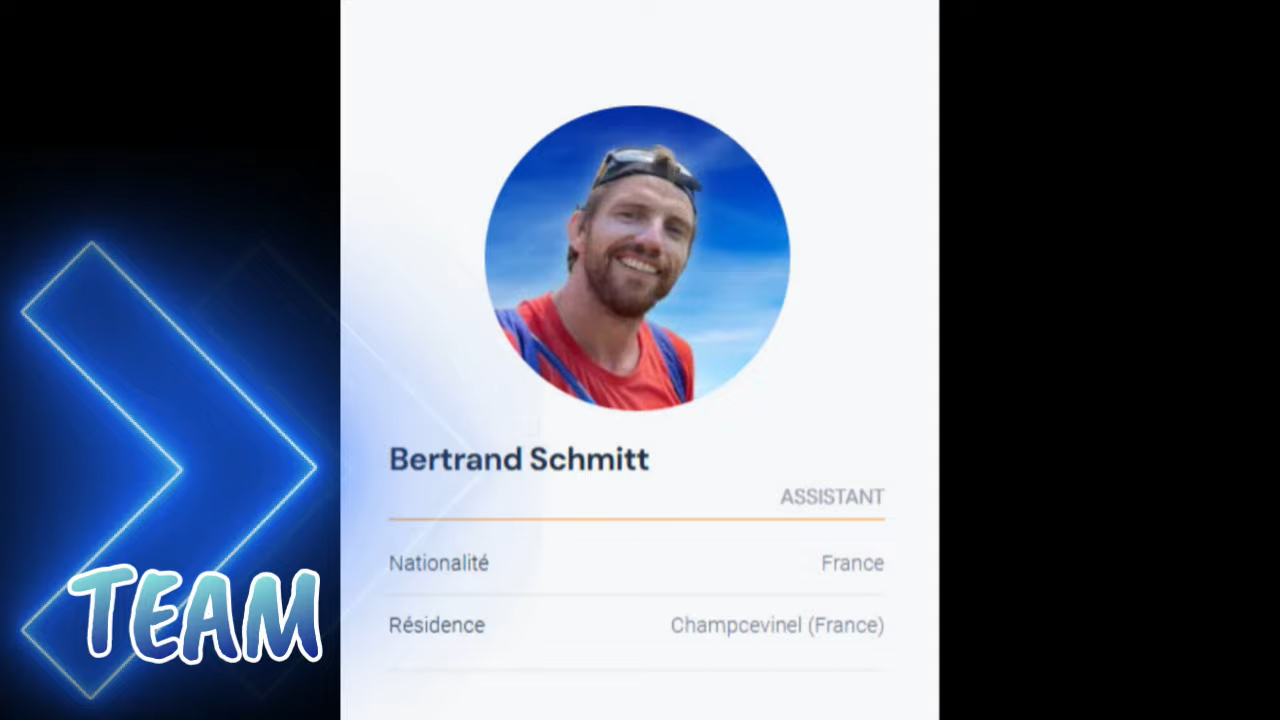 Bertrand Schmitt
ASSISTANT
Nationalité France
Résidence Champcevinel (France)
TEAM